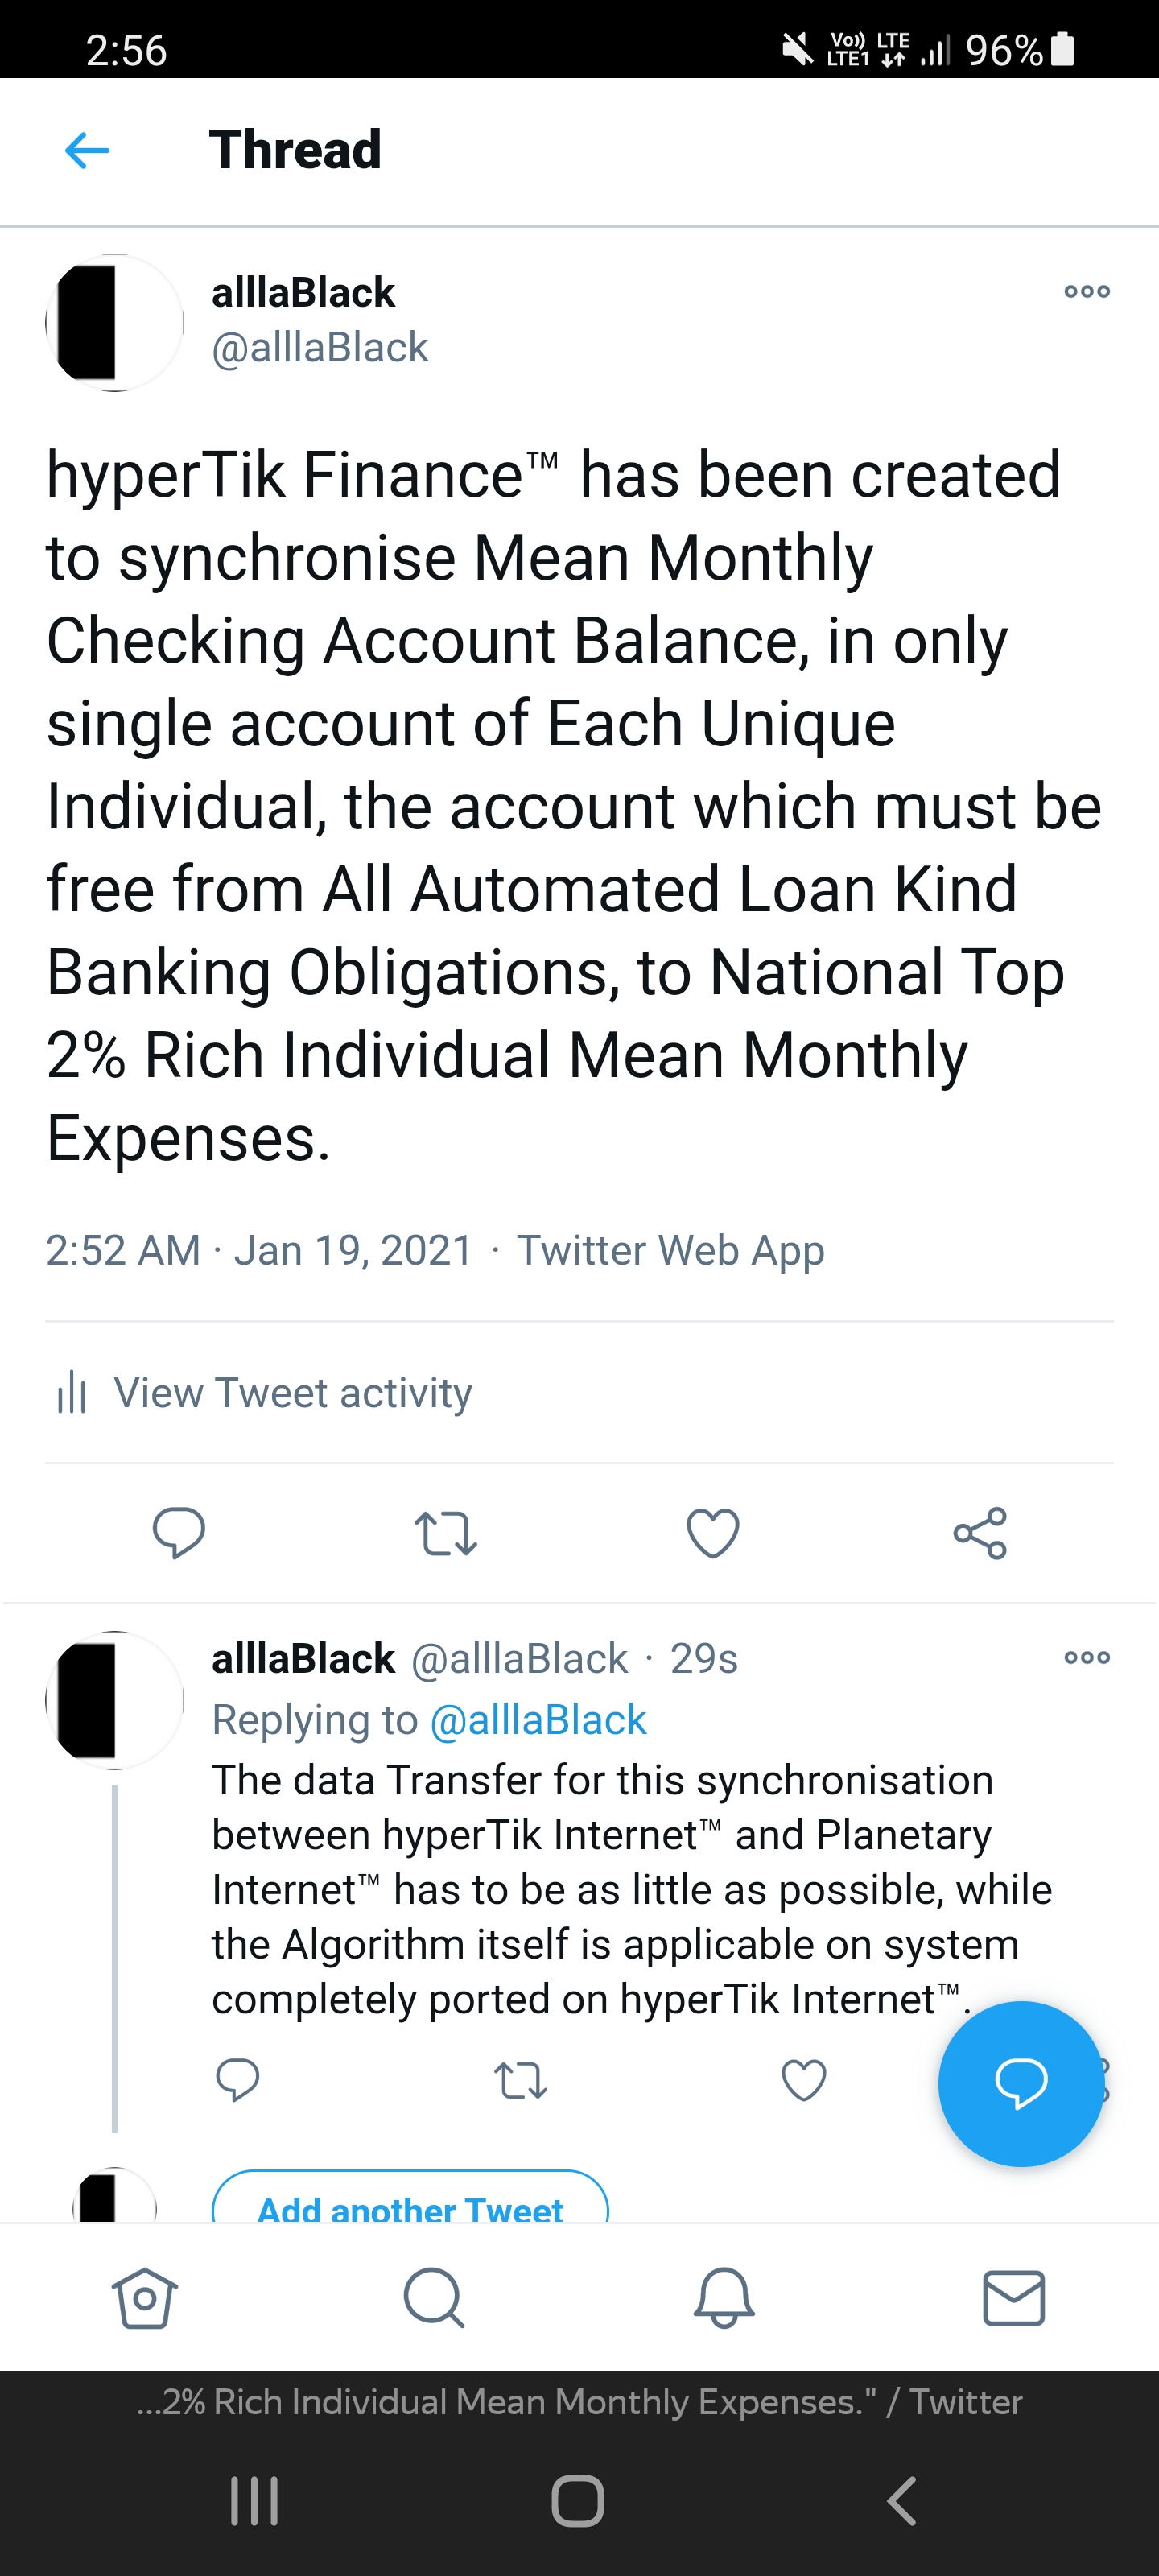 2:56
Vo)) LTE
LTE1
96%
Thread
alllaBlack
@alllaBlack
hyperTik Finance™ has been created
to synchronise Mean Monthly
Checking Account Balance, in only
single account of Each Unique
Individual, the account which must be
free from All Automated Loan Kind
Banking Obligations, to National Top
2% Rich Individual Mean Monthly
Expenses.
2:52 AM · Jan 19, 2021 · Twitter Web App
View Tweet activity
alllaBlack @alllaBlack · 29s
Replying to @alllaBlack
The data Transfer for this synchronisation
between hyperTik Internet™ and Planetary
Internet™ has to be as little as possible, while
the Algorithm itself is applicable on system
completely ported on hyperTik Internet™.
Add another Tweet
...2% Rich Individual Mean Monthly Expenses." / Twitter